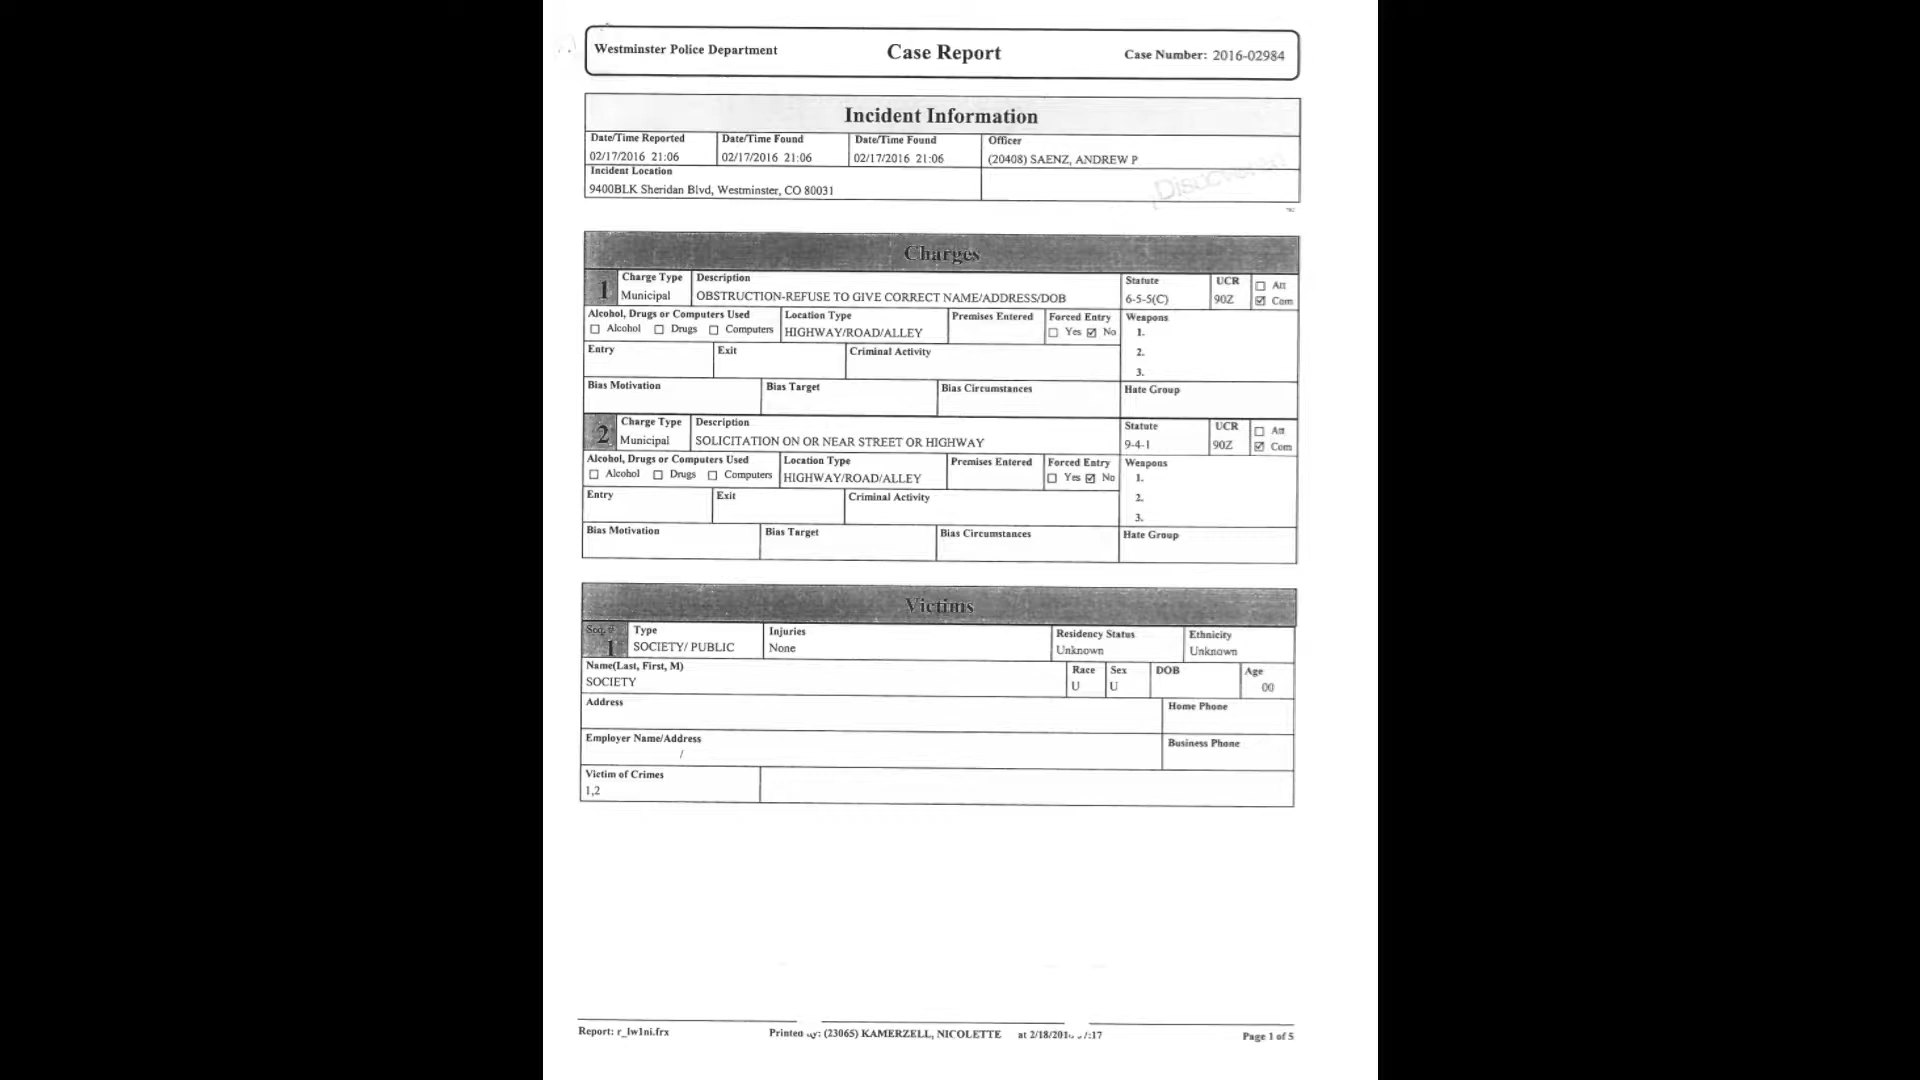 Westminster Police Department Case Report Case Number: 2016-02984
Incident Information
Date/Time Reported Date/Time Found Date/Time Found Officer
02/17/2016 21:06 02/17/2016 21:06 02/17/2016 21:06 (20408) SAENZ, ANDREW P
Incident Location
9400BLK Sheridan Blvd, Westminster, CO 80031
Charges
1 Charge Type Description Statute UCR Att
Municipal OBSTRUCTION-REFUSE TO GIVE CORRECT NAME/ADDRESS/DOB 6-5-5(C) 90Z Com
Alcohol, Drugs or Computers Used Location Type Premises Entered Forced Entry Weapons
Alcohol Drugs Computers HIGHWAY/ROAD/ALLEY Yes No 1.
Entry Exit Criminal Activity 2.
3.
Bias Motivation Bias Target Bias Circumstances Hate Group
2 Charge Type Description Statute UCR Att
Municipal SOLICITATION ON OR NEAR STREET OR HIGHWAY 9-4-1 90Z Com
Alcohol, Drugs or Computers Used Location Type Premises Entered Forced Entry Weapons
Alcohol Drugs Computers HIGHWAY/ROAD/ALLEY Yes No 1.
Entry Exit Criminal Activity 2.
3.
Bias Motivation Bias Target Bias Circumstances Hate Group
Victims
Seq. # Type Injuries Residency Status Ethnicity
1 SOCIETY/ PUBLIC None Unknown Unknown
Name(Last, First, M) Race Sex DOB Age
SOCIETY U U 00
Address Home Phone
Employer Name/Address Business Phone
/
Victim of Crimes
1,2
Report: r_lw1ni.frx Printed (23065) KAMERZELL, NICOLETTE at Page 1 of 5